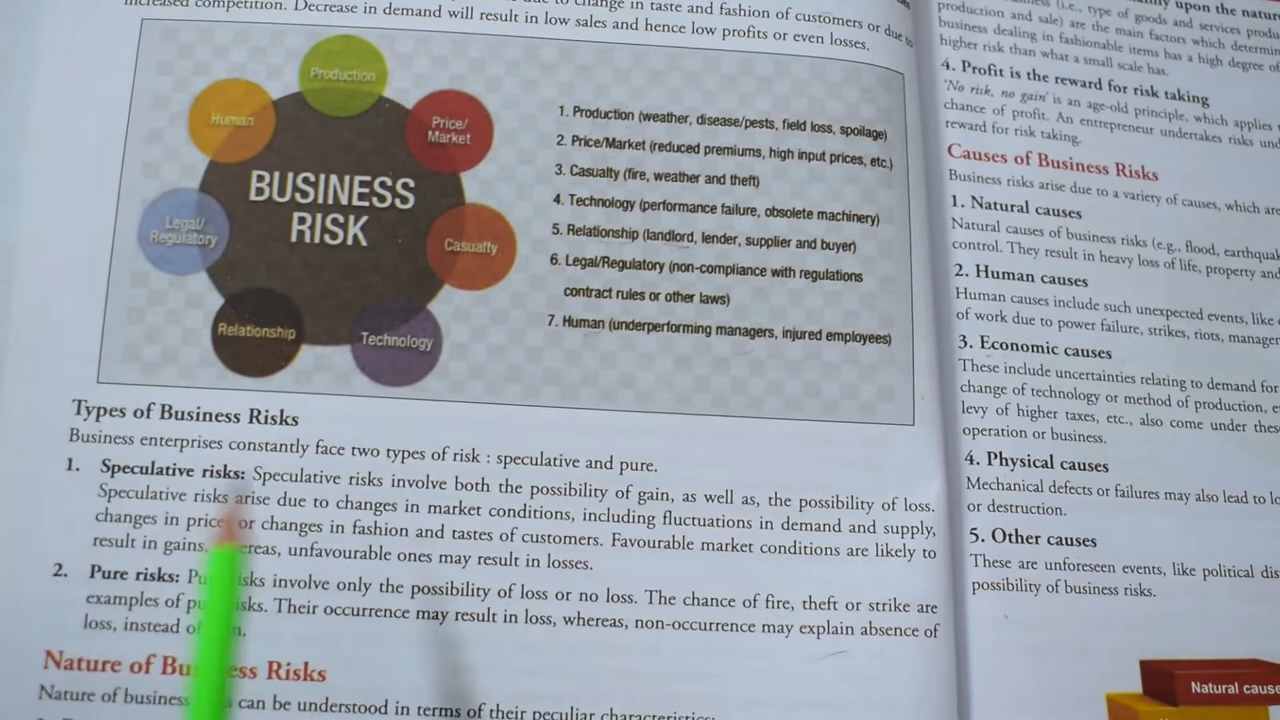 increased competition. Decrease in demand will result in low sales and hence low profits or even losses.
change in taste and fashion of customers or due to
Production
Human
Price/
Market
BUSINESS
RISK
Legal/
Regulatory
Casualty
Relationship
Technology
1. Production (weather, disease/pests, field loss, spoilage)
2. Price/Market (reduced premiums, high input prices, etc.)
3. Casualty (fire, weather and theft)
4. Technology (performance failure, obsolete machinery)
5. Relationship (landlord, lender, supplier and buyer)
6. Legal/Regulatory (non-compliance with regulations
contract rules or other laws)
7. Human (underperforming managers, injured employees)
Types of Business Risks
Business enterprises constantly face two types of risk : speculative and pure.
1. Speculative risks: Speculative risks involve both the possibility of gain, as well as, the possibility of loss.
Speculative risks arise due to changes in market conditions, including fluctuations in demand and supply,
changes in price or changes in fashion and tastes of customers. Favourable market conditions are likely to
result in gains, unfavourable ones may result in losses.
2. Pure risks: involve only the possibility of loss or no loss. The chance of fire, theft or strike are
examples of Their occurrence may result in loss, whereas, non-occurrence may explain absence of
loss, instead
Nature of Business Risks
Nature of business can be understood in terms of their peculiar characteristics:
upon the natur
(i.e., type of goods and services
production and sale) are the main factors which
business dealing in fashionable items has a high degree of
higher risk than what a small scale has.
4. Profit is the reward for risk taking
'No risk, no gain' is an age-old principle, which applies
chance of profit. An entrepreneur undertakes risks
reward for risk taking.
Causes of Business Risks
Business risks arise due to a variety of causes, which are
1. Natural causes
Natural causes of business risks (e.g., flood,
control. They result in heavy loss of life, property and
2. Human causes
Human causes include such unexpected events, like
of work due to power failure, strikes, riots,
3. Economic causes
These include uncertainties relating to demand for
change of technology or method of production,
levy of higher taxes, etc., also come under
operation or business.
4. Physical causes
Mechanical defects or failures may also lead to
or destruction.
5. Other causes
These are unforeseen events, like political
possibility of business risks.
Natural cause